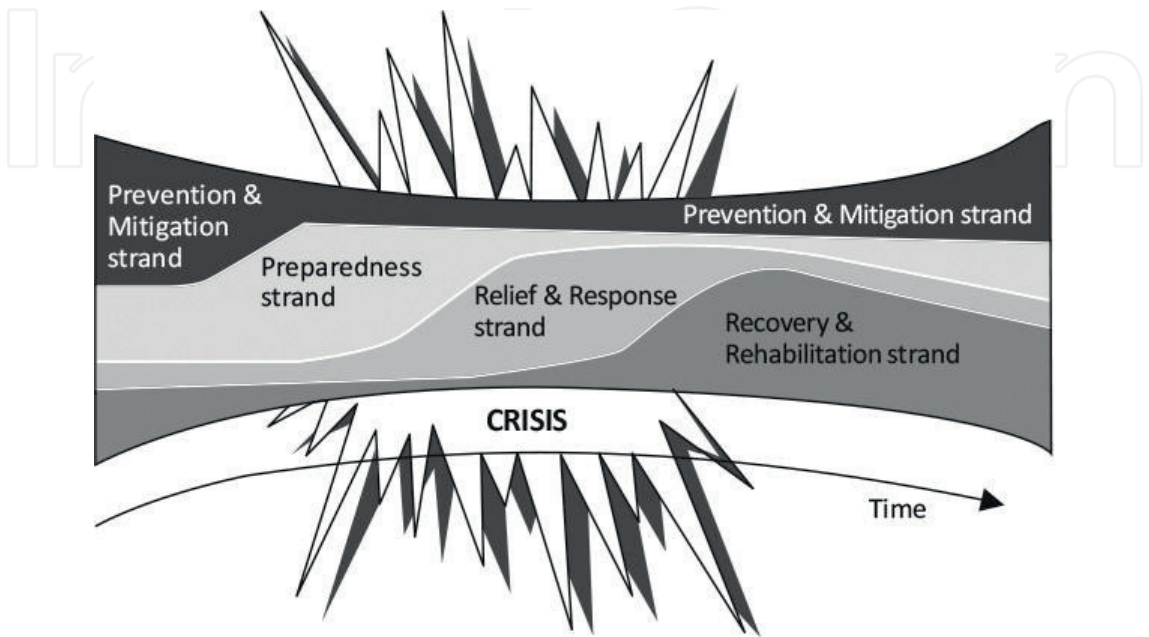 Prevention &
Mitigation
strand
Prevention & Mitigation strand
Preparedness
strand
Relief & Response
strand
Recovery &
Rehabilitation strand
CRISIS
Time